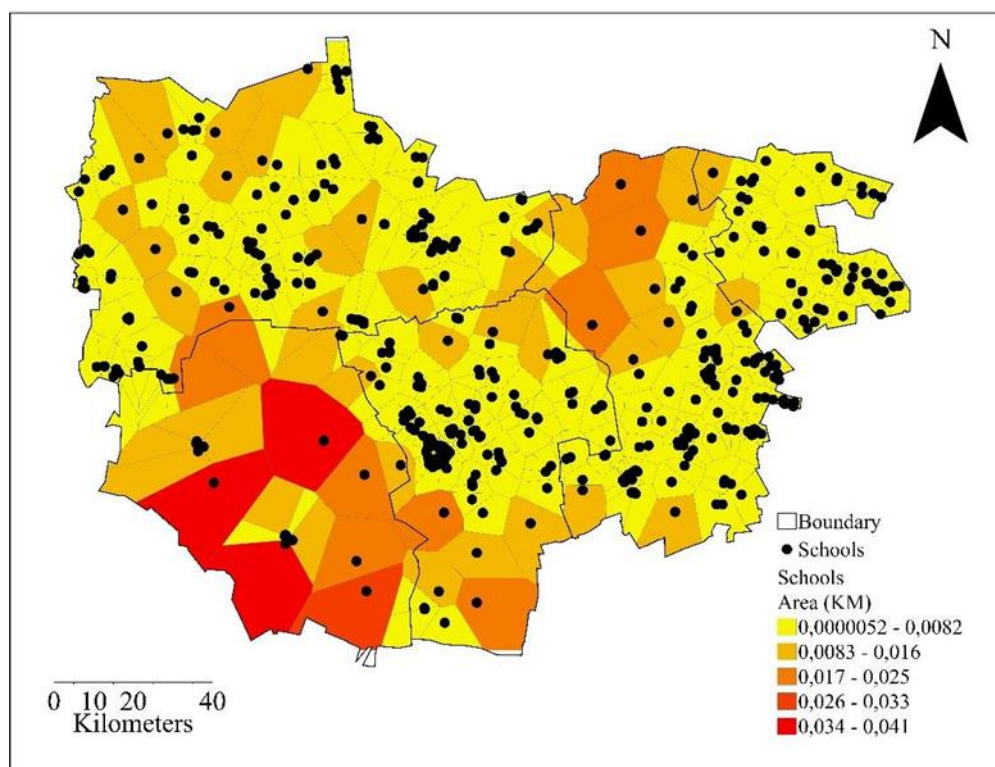 N
Boundary
Schools
Schools
Area (KM)
0,0000052 - 0,0082
0,0083 - 0,016
0,017 - 0,025
0,026 - 0,033
0,034 - 0,041
0 10 20 40
Kilometers